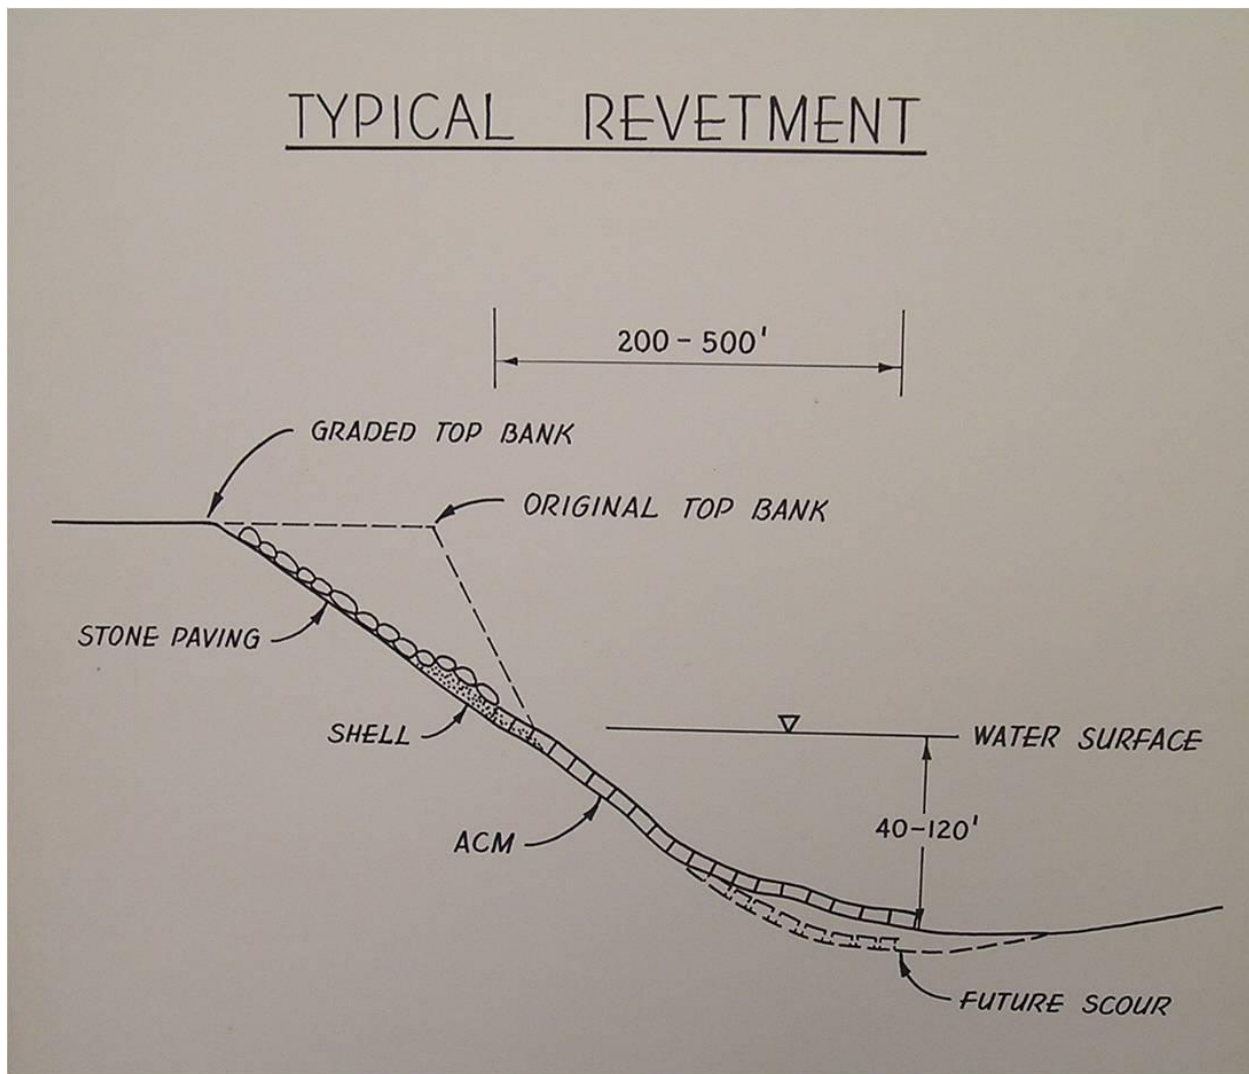 TYPICAL REVETMENT
200 - 500'
GRADED TOP BANK
ORIGINAL TOP BANK
STONE PAVING
SHELL
WATER SURFACE
ACM
40-120'
FUTURE SCOUR